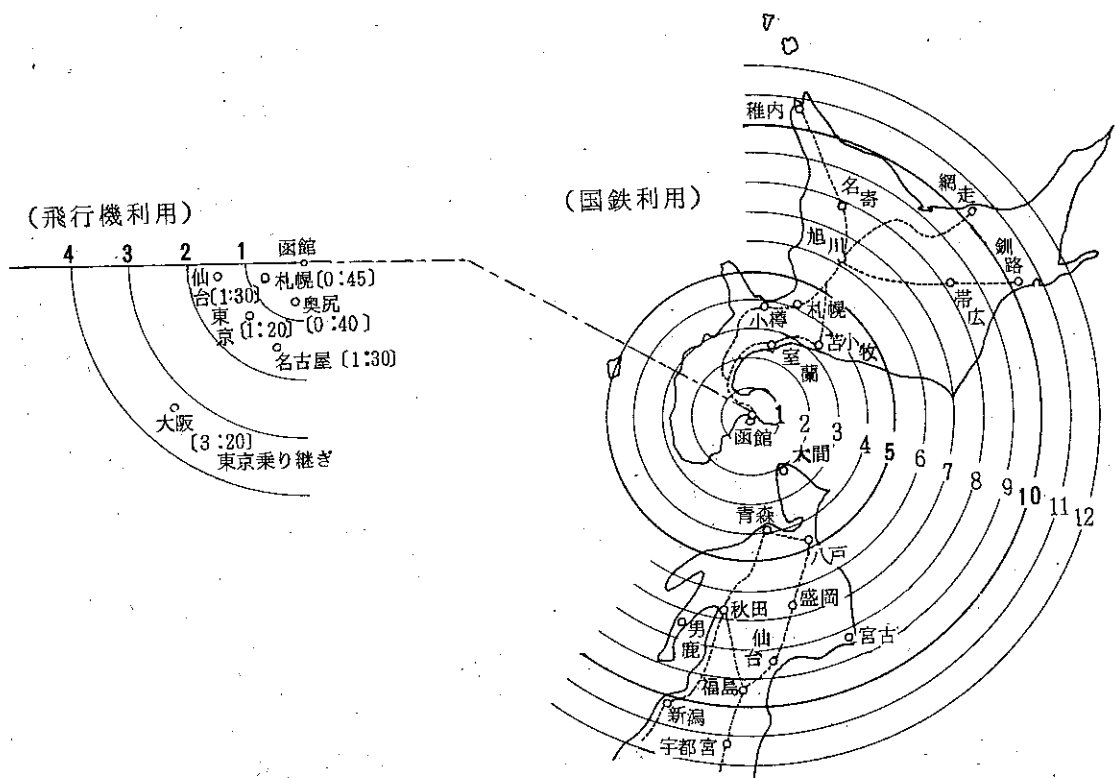 (飛行機利用)
4 3 2 1 函館
仙台〔1:30〕
札幌〔0:45〕
奥尻〔0:40〕
東京〔1:20〕
名古屋〔1:30〕
大阪〔3:20〕
東京乗り継ぎ
(国鉄利用)
稚内
名寄
網走
旭川
釧路
帯広
小樽
札幌
苫小牧
室蘭
函館
1 2 3 4 5 6 7 8 9 10 11 12
大間
青森
八戸
秋田
盛岡
男鹿
仙台
宮古
福島
新潟
宇都宮